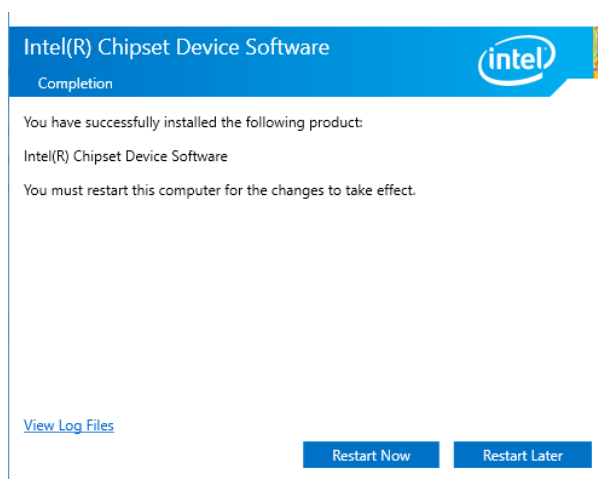 Intel(R) Chipset Device Software
intel
Completion
You have successfully installed the following product:
Intel(R) Chipset Device Software
You must restart this computer for the changes to take effect.
View Log Files
Restart Now
Restart Later